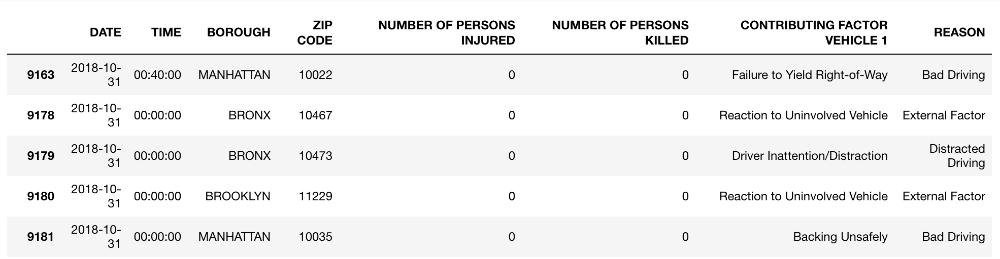 DATE TIME BOROUGH ZIP CODE NUMBER OF PERSONS INJURED NUMBER OF PERSONS KILLED CONTRIBUTING FACTOR VEHICLE 1 REASON
9163 2018-10-31 00:40:00 MANHATTAN 10022 0 0 Failure to Yield Right-of-Way Bad Driving
9178 2018-10-31 00:00:00 BRONX 10467 0 0 Reaction to Uninvolved Vehicle External Factor
9179 2018-10-31 00:00:00 BRONX 10473 0 0 Driver Inattention/Distraction Distracted Driving
9180 2018-10-31 00:00:00 BROOKLYN 11229 0 0 Reaction to Uninvolved Vehicle External Factor
9181 2018-10-31 00:00:00 MANHATTAN 10035 0 0 Backing Unsafely Bad Driving